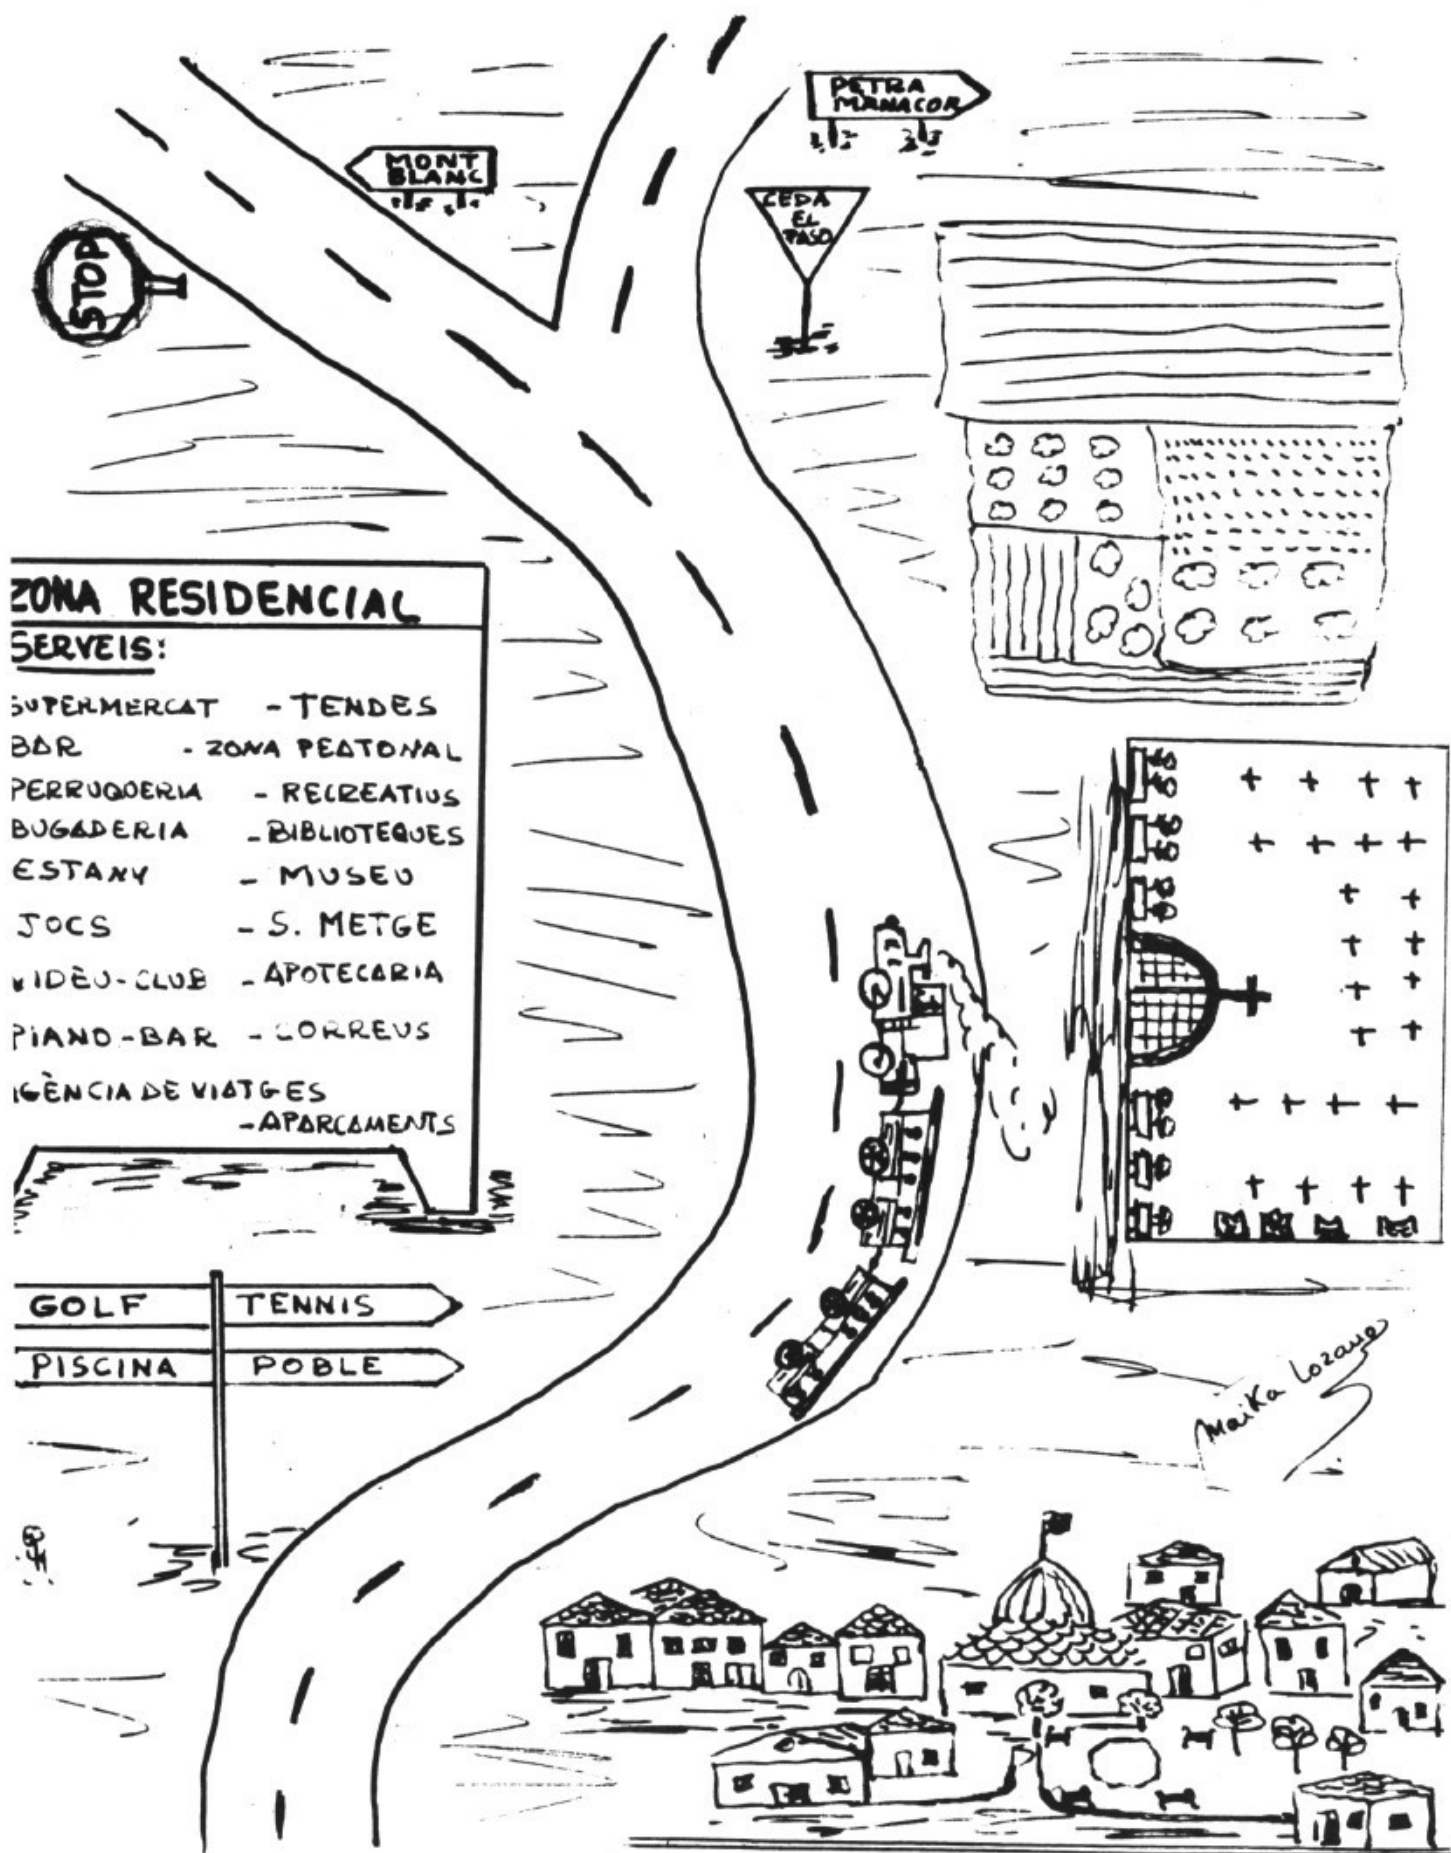 PETRA
MANACOR
MONT
BLANC
CEDA
EL
PASO
STOP
ZONA RESIDENCIAL
SERVEIS:
SUPERMERCAT - TENDES
BAR - ZONA PEATONAL
PERRUQUERIA - RECREATIUS
BUGADERIA - BIBLIOTEQUES
ESTANY - MUSEU
JOCS - S. METGE
VIDÈU-CLUB - APOTECARIA
PIANO-BAR - CORREUS
AGÈNCIA DE VIATGES
- APARCAMENTS
GOLF TENNIS
PISCINA POBLE
Maika Lozano